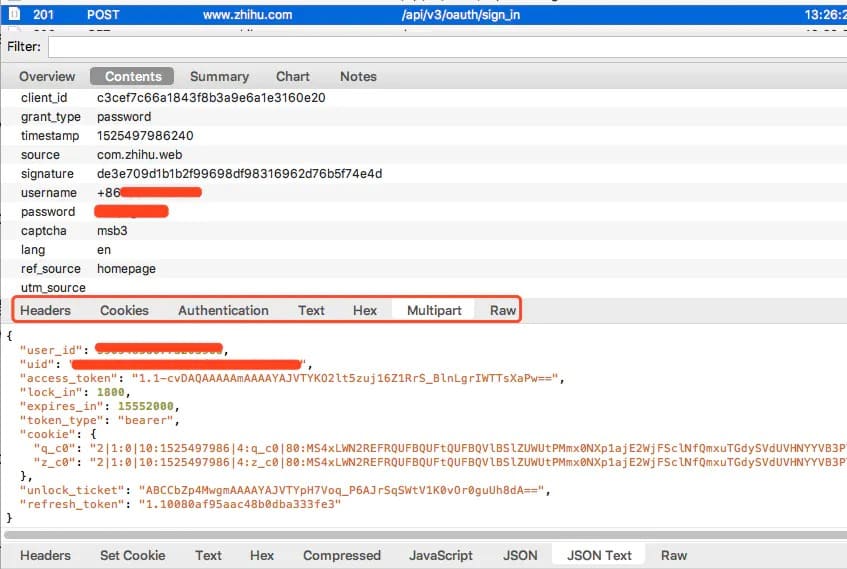 201 POST www.zhihu.com /api/v3/oauth/sign_in 13:26:2
Filter:
Overview Contents Summary Chart Notes
client_id c3cef7c66a1843f8b3a9e6a1e3160e20
grant_type password
timestamp 1525497986240
source com.zhihu.web
signature de3e709d1b1b2f99698df98316962d76b5f74e4d
username +86
password
captcha msb3
lang en
ref_source homepage
utm_source
Headers Cookies Authentication Text Hex Multipart Raw
{
"user_id": ,
"uid": " ",
"access_token": "1.1-cvDAQAAAAAmAAAAYAJVTYKO2lt5zuj16Z1RrS_BlnLgrIWTTsXaPw==",
"lock_in": 1800,
"expires_in": 15552000,
"token_type": "bearer",
"cookie": {
"q_c0": "2|1:0|10:1525497986|4:q_c0|80:MS4xLWN2REFRQUFBQUFtQUFBQVlBSlZUWUtPMmx0NXp1ajE2WjFSclNfQmxuTGdySVdUVHNYYVB3P
"z_c0": "2|1:0|10:1525497986|4:z_c0|80:MS4xLWN2REFRQUFBQUFtQUFBQVlBSlZUWUtPMmx0NXp1ajE2WjFSclNfQmxuTGdySVdUVHNYYVB3P
},
"unlock_ticket": "ABCCbZp4MwgmAAAAYAJVTYpH7Voq_P6AJrSqSWtV1K0vOr0guUh8dA==",
"refresh_token": "1.10080af95aac48b0dba333fe3"
}
Headers Set Cookie Text Hex Compressed JavaScript JSON JSON Text Raw